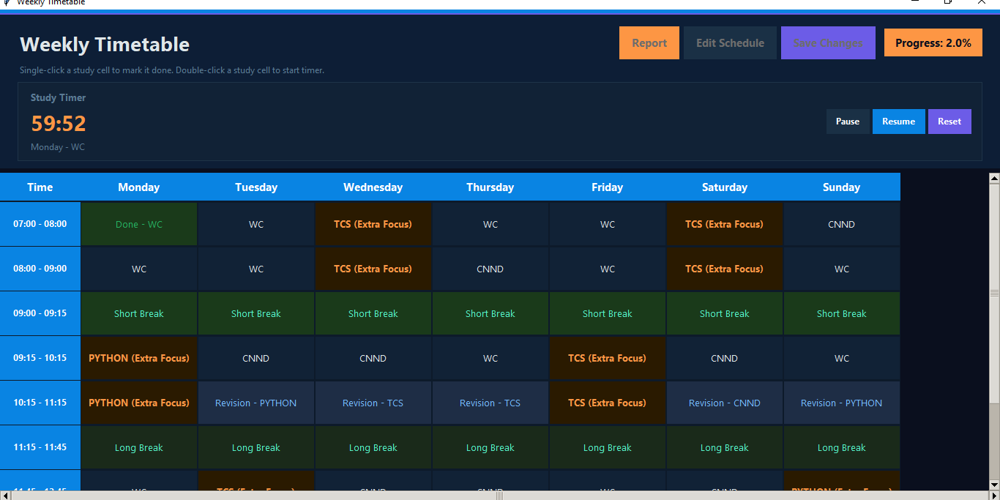 Weekly Timetable
Weekly Timetable
Report Edit Schedule Save Changes Progress: 2.0%
Single-click a study cell to mark it done. Double-click a study cell to start timer.
Study Timer
59:52
Pause Resume Reset
Monday - WC
Time Monday Tuesday Wednesday Thursday Friday Saturday Sunday
07:00 - 08:00 Done - WC WC TCS (Extra Focus) WC WC TCS (Extra Focus) CNND
08:00 - 09:00 WC WC TCS (Extra Focus) CNND WC TCS (Extra Focus) WC
09:00 - 09:15 Short Break Short Break Short Break Short Break Short Break Short Break Short Break
09:15 - 10:15 PYTHON (Extra Focus) CNND CNND WC TCS (Extra Focus) CNND WC
10:15 - 11:15 PYTHON (Extra Focus) Revision - PYTHON Revision - TCS Revision - TCS TCS (Extra Focus) Revision - CNND Revision - PYTHON
11:15 - 11:45 Long Break Long Break Long Break Long Break Long Break Long Break Long Break
11:45 - 12:45 WC TCS (Extra Focus) CNND CNND WC CNND PYTHON (Extra Focus)